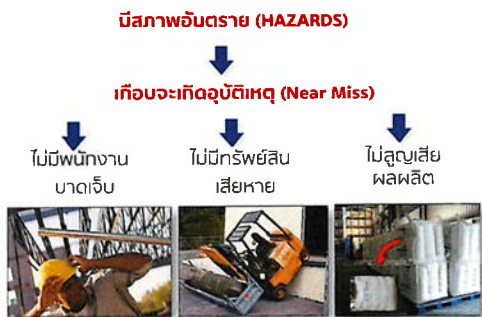 มีสภาพอันตราย (HAZARDS)
เกือบจะเกิดอุบัติเหตุ (Near Miss)
ไม่มีพนักงาน
บาดเจ็บ
ไม่มีทรัพย์สิน
เสียหาย
ไม่สูญเสีย
ผลผลิต